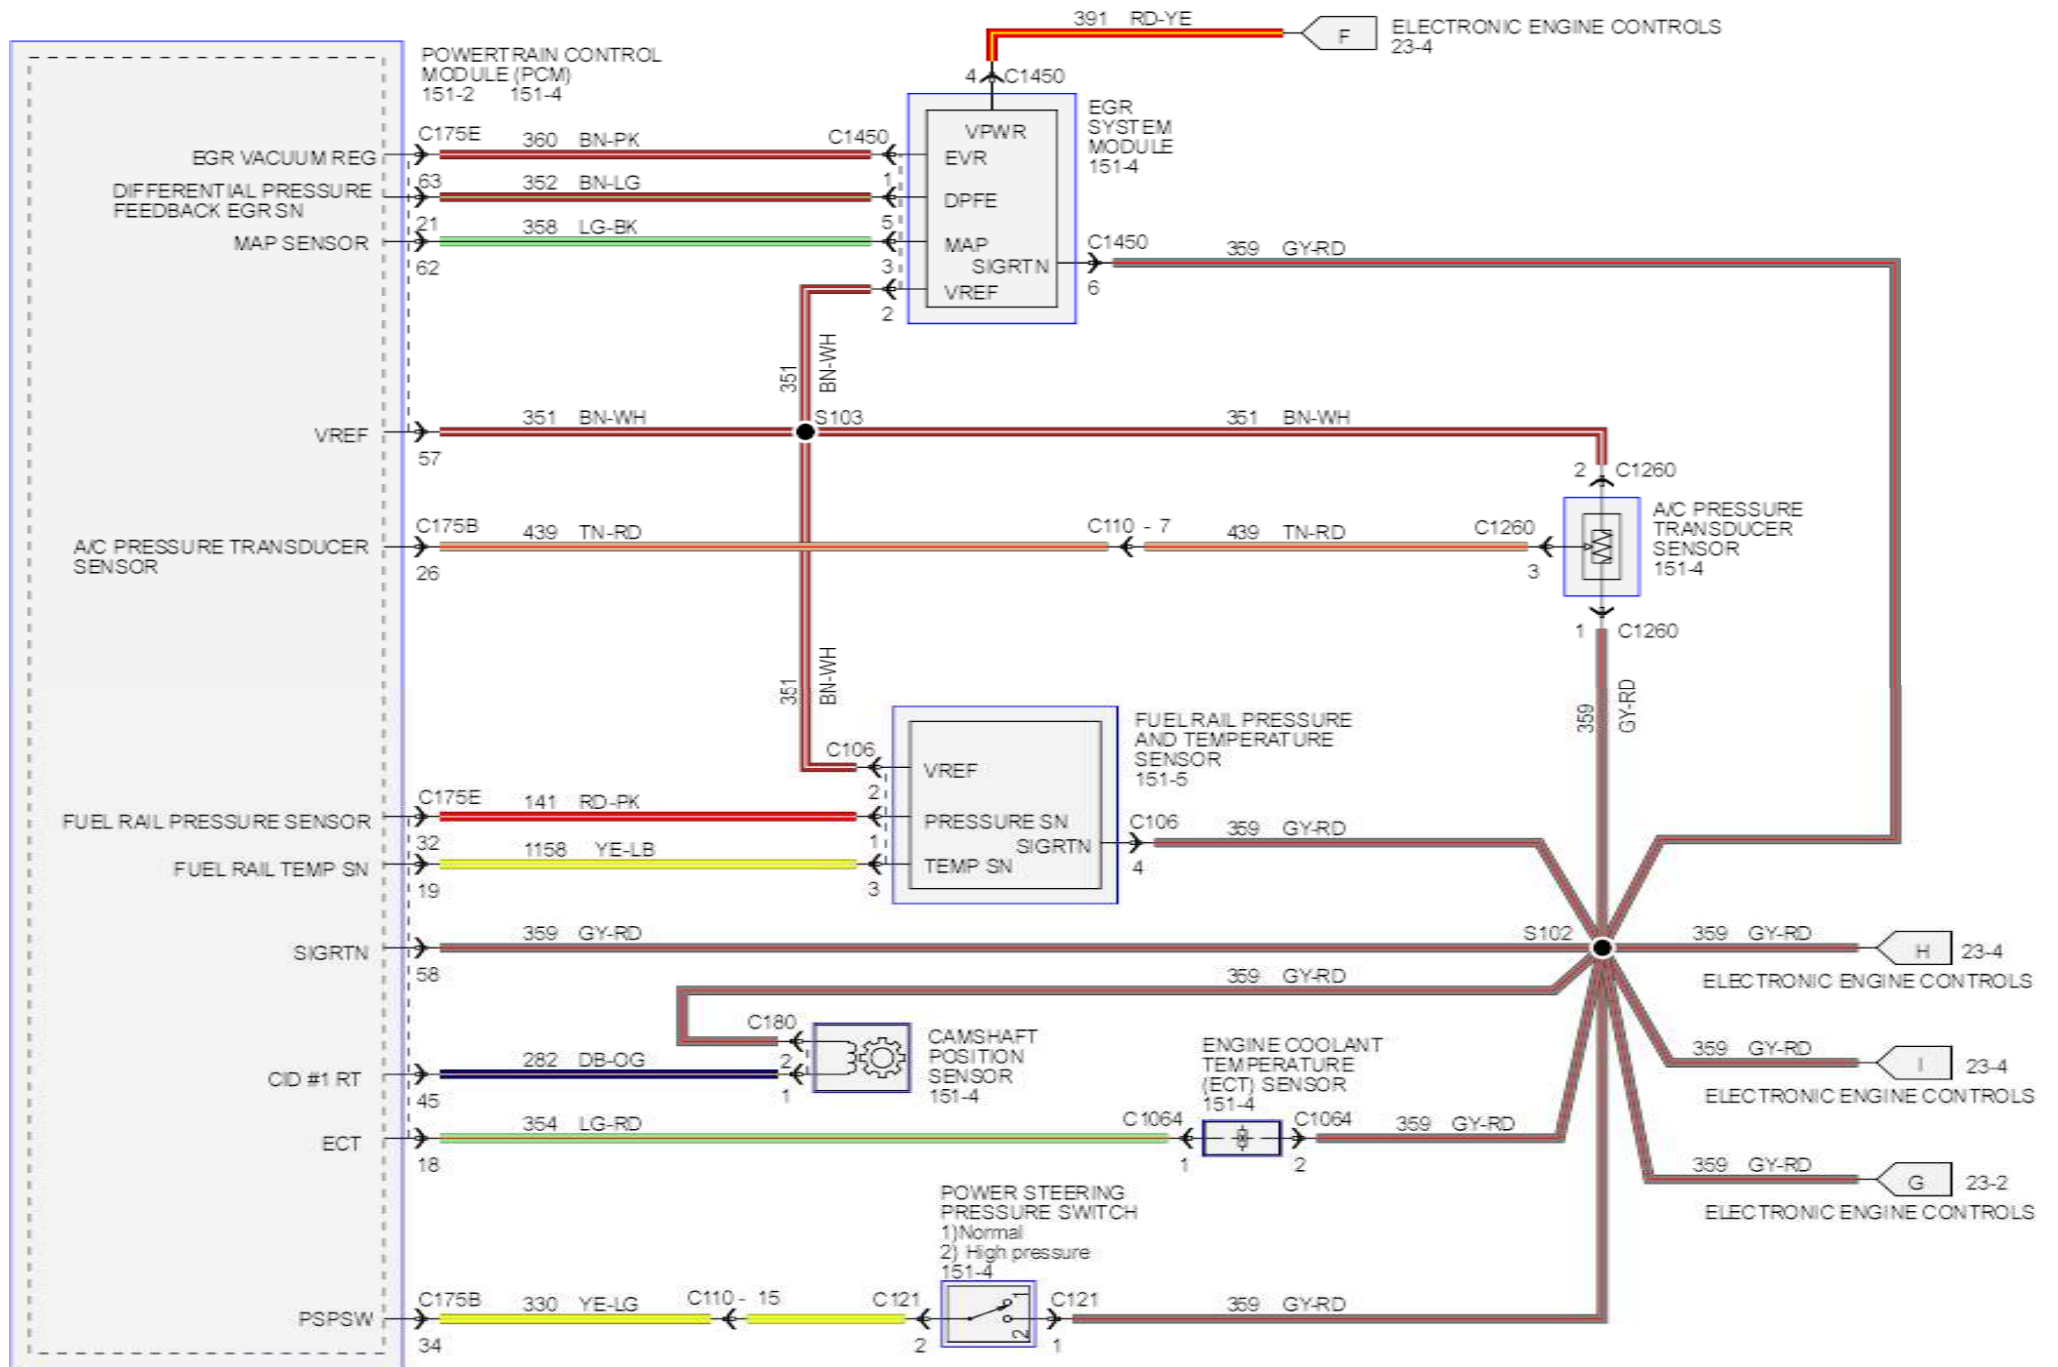 391 RD-YE
F
ELECTRONIC ENGINE CONTROLS
23-4
POWERTRAIN CONTROL
MODULE (PCM)
151-2 151-4
4 C1450
EGR
SYSTEM
MODULE
151-4
VPWR
EGR VACUUM REG
C175E
360 BN-PK
C1450
EVR
63
1
DIFFERENTIAL PRESSURE
FEEDBACK EGR SN
352 BN-LG
DPFE
21
5
MAP SENSOR
358 LG-BK
MAP
62
3
SIGRTN
C1450
6
359 GY-RD
VREF
2
351
BN-WH
VREF
351 BN-WH
S103
351 BN-WH
57
2 C1260
A/C PRESSURE TRANSDUCER
SENSOR
C175B
439 TN-RD
C110 - 7
439 TN-RD
C1260
26
3
A/C PRESSURE
TRANSDUCER
SENSOR
151-4
1 C1260
351
BN-WH
359
GY-RD
FUEL RAIL PRESSURE
AND TEMPERATURE
SENSOR
151-5
C106
VREF
2
FUEL RAIL PRESSURE SENSOR
C175E
141 RD-PK
PRESSURE SN
32
1
SIGRTN
C106
4
359 GY-RD
FUEL RAIL TEMP SN
1158 YE-LB
TEMP SN
19
3
SIGRTN
359 GY-RD
58
S102
359 GY-RD
H
23-4
ELECTRONIC ENGINE CONTROLS
359 GY-RD
C180
2
CAMSHAFT
POSITION
SENSOR
151-4
CID #1 RT
282 DB-OG
45
1
359 GY-RD
I
23-4
ELECTRONIC ENGINE CONTROLS
ENGINE COOLANT
TEMPERATURE
(ECT) SENSOR
151-4
ECT
354 LG-RD
C1064
C1064
359 GY-RD
18
1
2
359 GY-RD
G
23-2
ELECTRONIC ENGINE CONTROLS
POWER STEERING
PRESSURE SWITCH
1)Normal
2) High pressure
151-4
PSPSW
C175B
330 YE-LG
C110 - 15
C121
1
2
C121
359 GY-RD
34
2
1